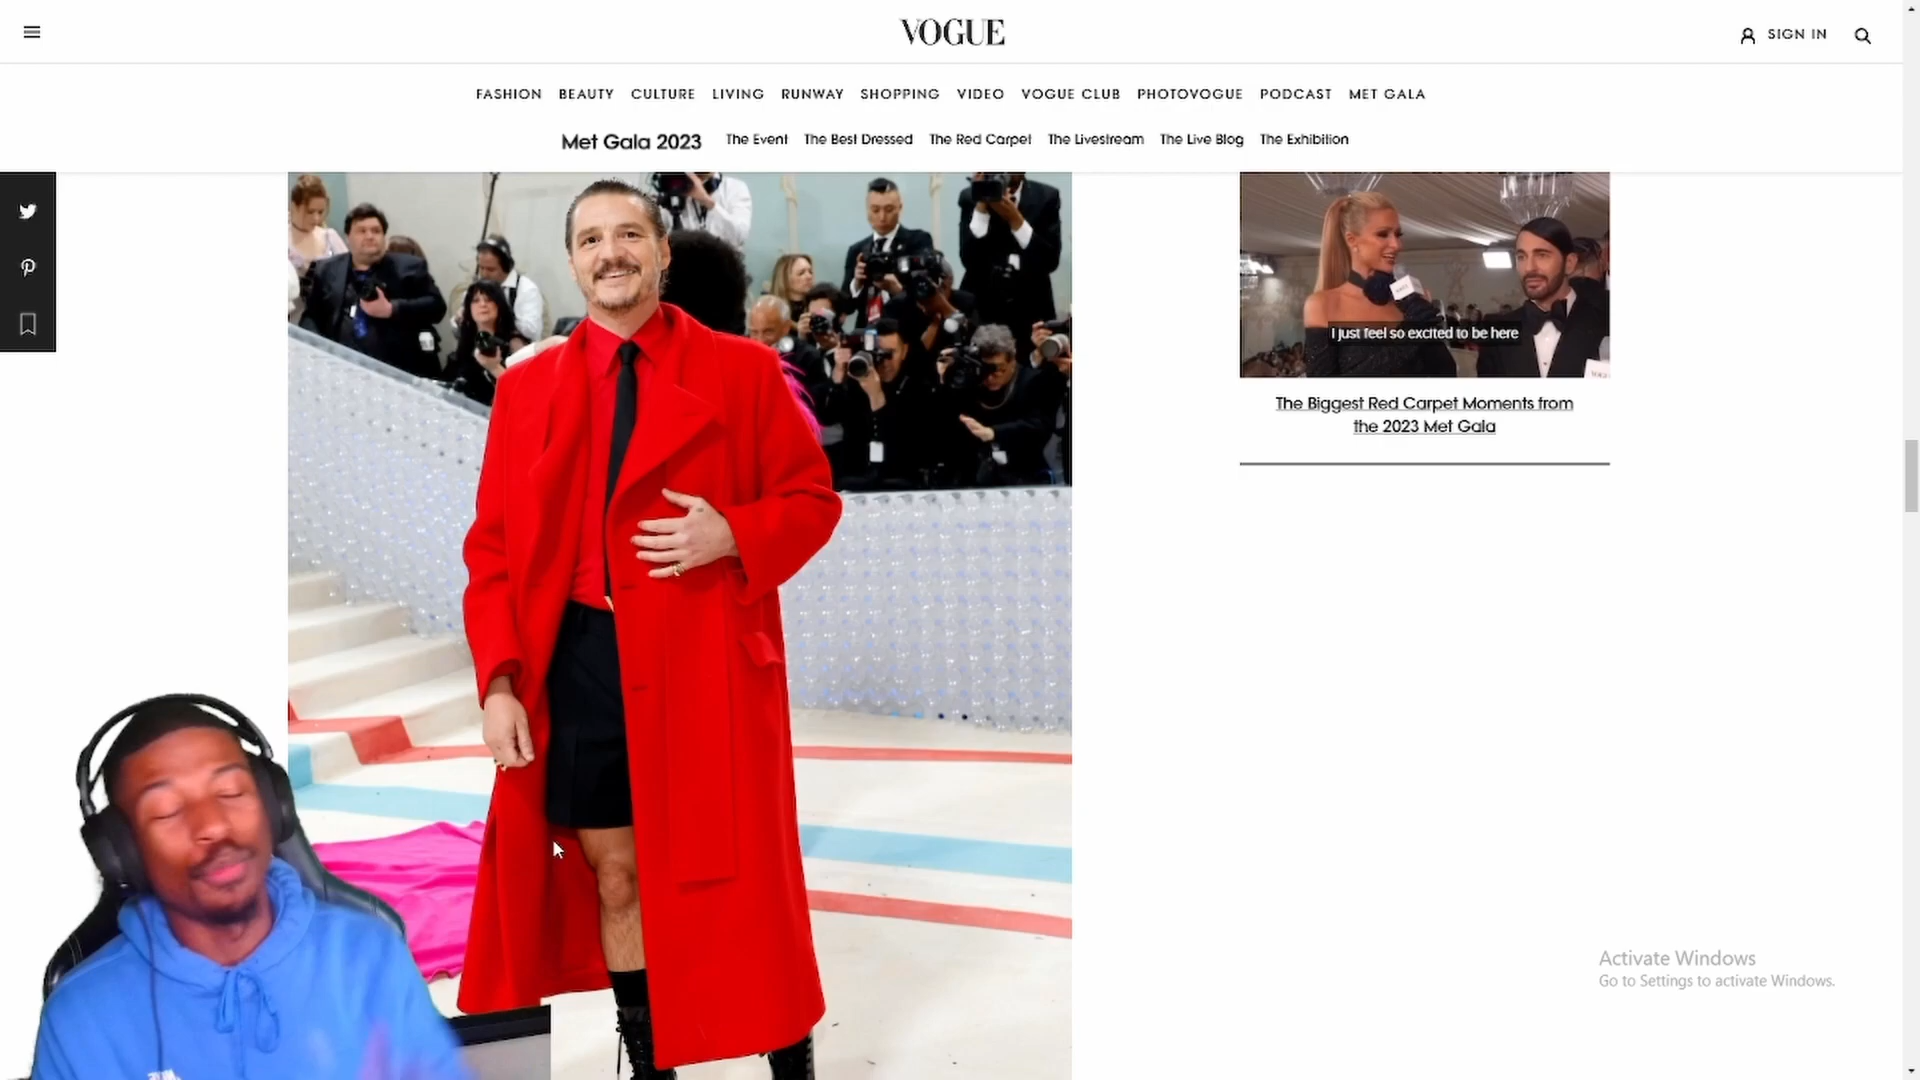 VOGUE
SIGN IN
FASHION BEAUTY CULTURE LIVING RUNWAY SHOPPING VIDEO VOGUE CLUB PHOTOVOGUE PODCAST MET GALA
Met Gala 2023 The Event The Best Dressed The Red Carpet The Livestream The Live Blog The Exhibition
I just feel so excited to be here
The Biggest Red Carpet Moments from
the 2023 Met Gala
Activate Windows
Go to Settings to activate Windows.